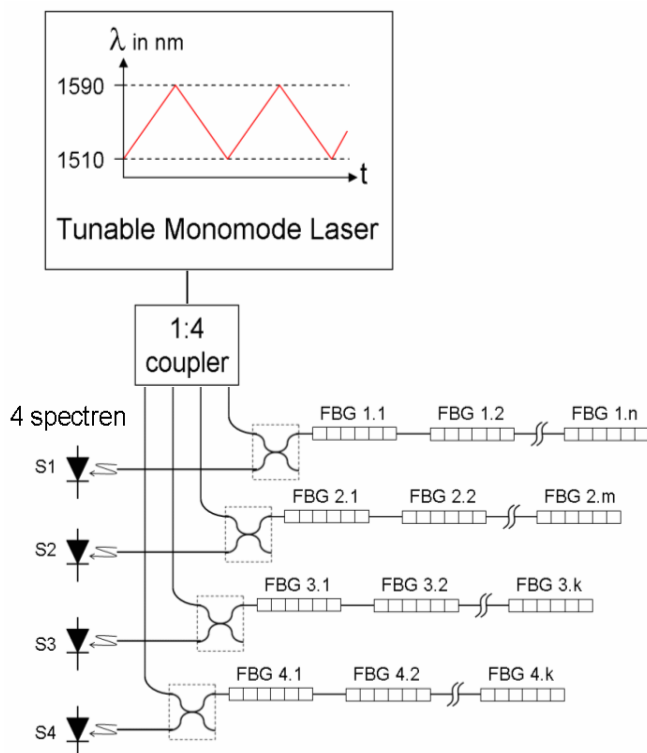 λ in nm
1590
1510
t
Tunable Monomode Laser
1:4
coupler
4 spectren
FBG 1.1 FBG 1.2 FBG 1.n
S1
FBG 2.1 FBG 2.2 FBG 2.m
S2
FBG 3.1 FBG 3.2 FBG 3.k
S3
FBG 4.1 FBG 4.2 FBG 4.k
S4